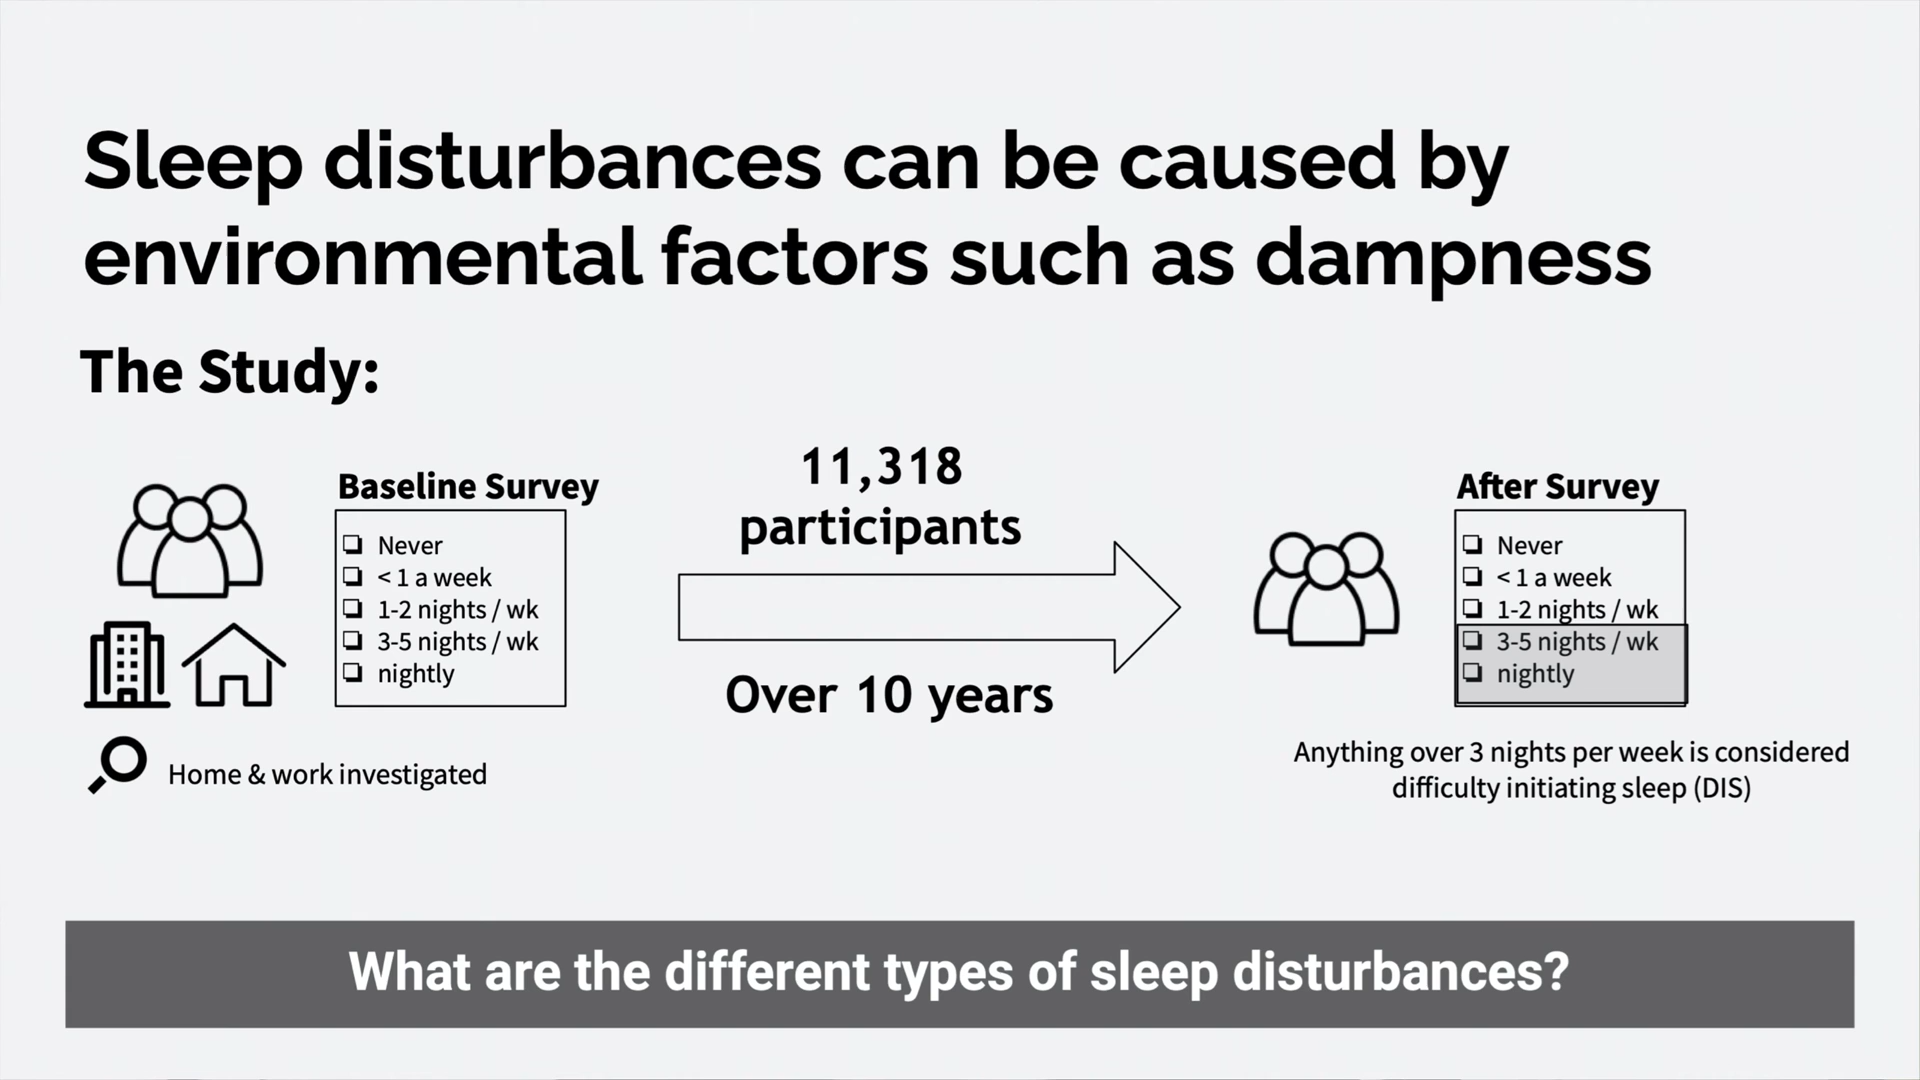 Sleep disturbances can be caused by
environmental factors such as dampness
The Study:
Baseline Survey
Never
< 1 a week
1-2 nights / wk
3-5 nights / wk
nightly
Home & work investigated
11,318
participants
Over 10 years
After Survey
Never
< 1 a week
1-2 nights / wk
3-5 nights / wk
nightly
Anything over 3 nights per week is considered
difficulty initiating sleep (DIS)
What are the different types of sleep disturbances?